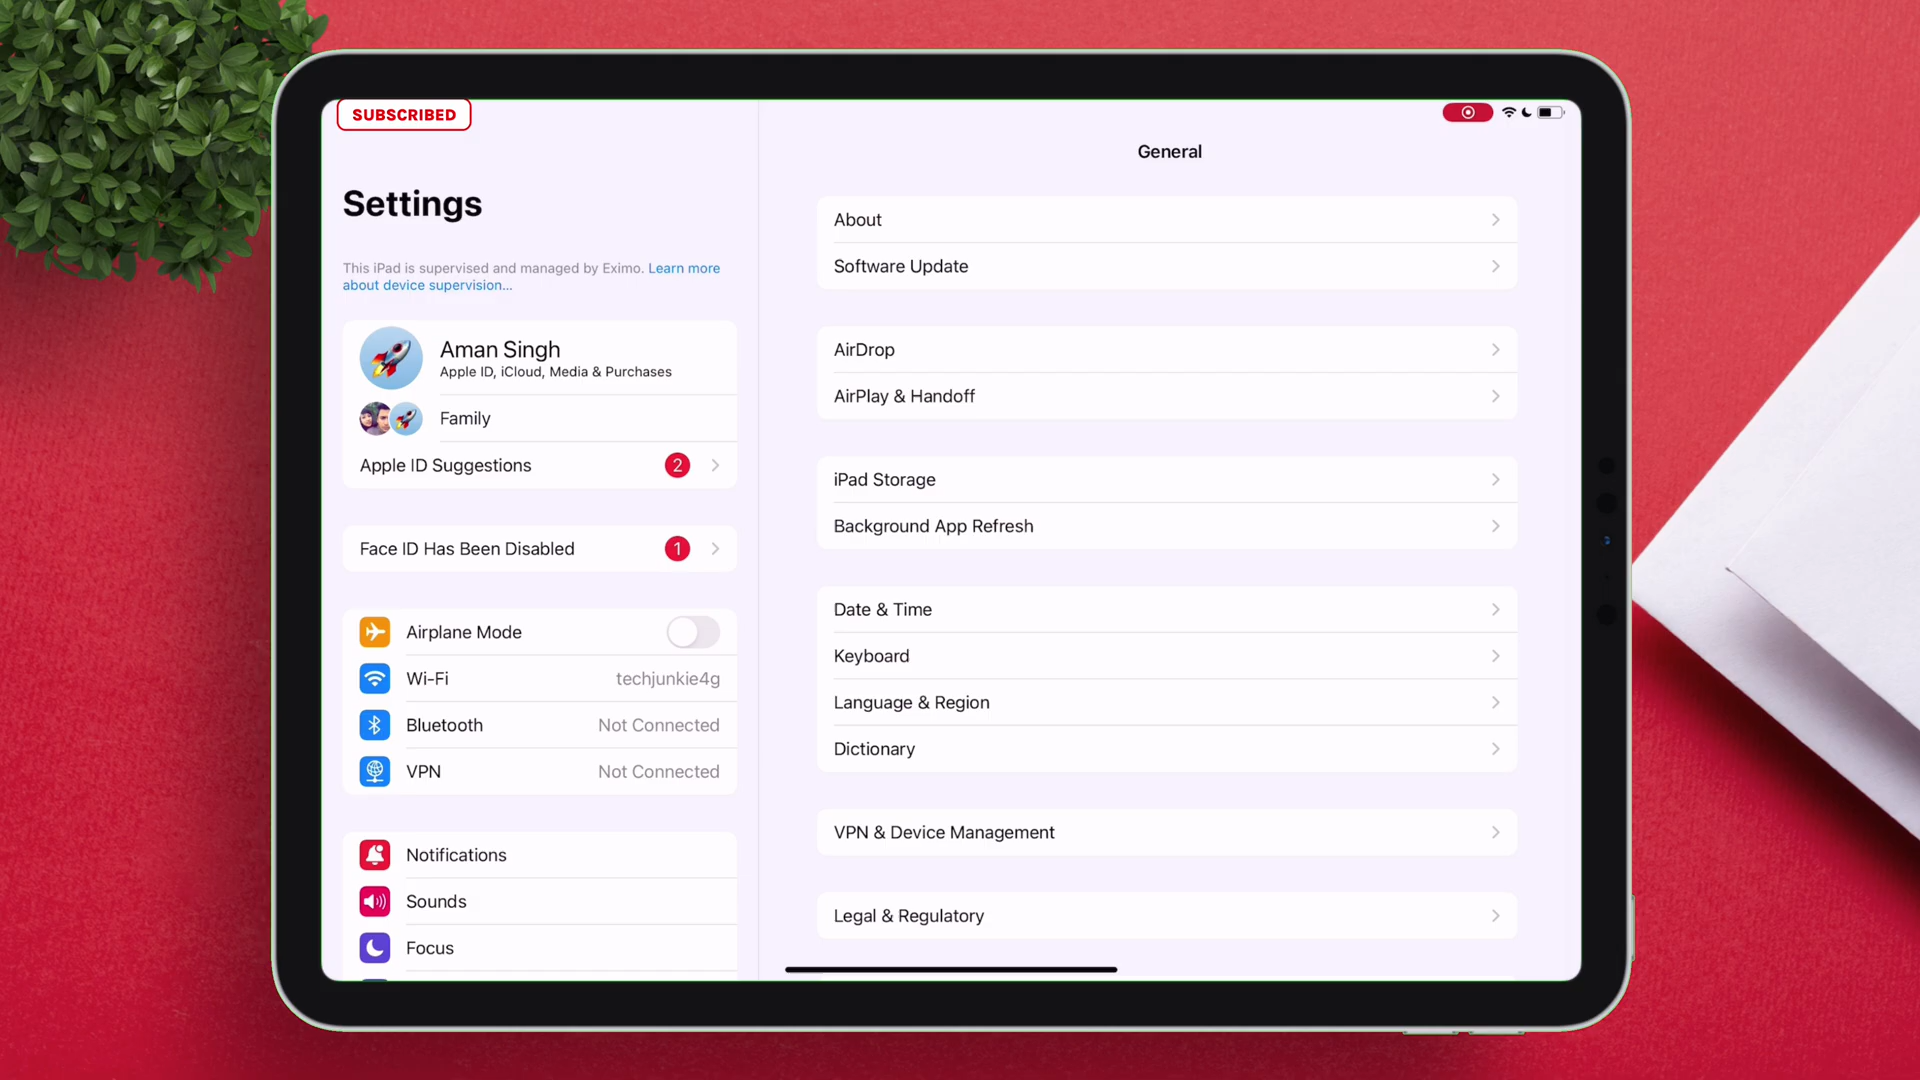 SUBSCRIBED
Settings
This iPad is supervised and managed by Eximo. Learn more
about device supervision...
Aman Singh
Apple ID, iCloud, Media & Purchases
Family
Apple ID Suggestions 2
Face ID Has Been Disabled 1
Airplane Mode
Wi-Fi techjunkie4g
Bluetooth Not Connected
VPN Not Connected
Notifications
Sounds
Focus
General
About
Software Update
AirDrop
AirPlay & Handoff
iPad Storage
Background App Refresh
Date & Time
Keyboard
Language & Region
Dictionary
VPN & Device Management
Legal & Regulatory